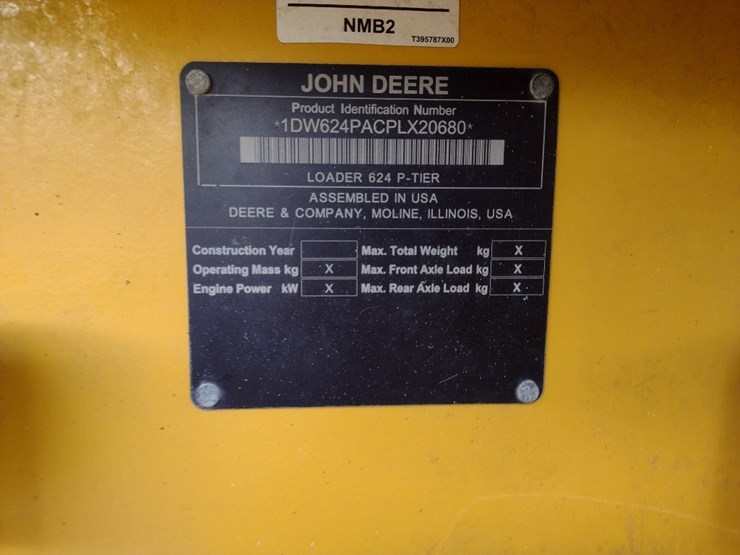 NMB2
T395787X00
JOHN DEERE
Product Identification Number
*1DW624PACPLX20680*
LOADER 624 P-TIER
ASSEMBLED IN USA
DEERE & COMPANY, MOLINE, ILLINOIS, USA
Construction Year Max. Total Weight kg X
Operating Mass kg X Max. Front Axle Load kg X
Engine Power kW X Max. Rear Axle Load kg X